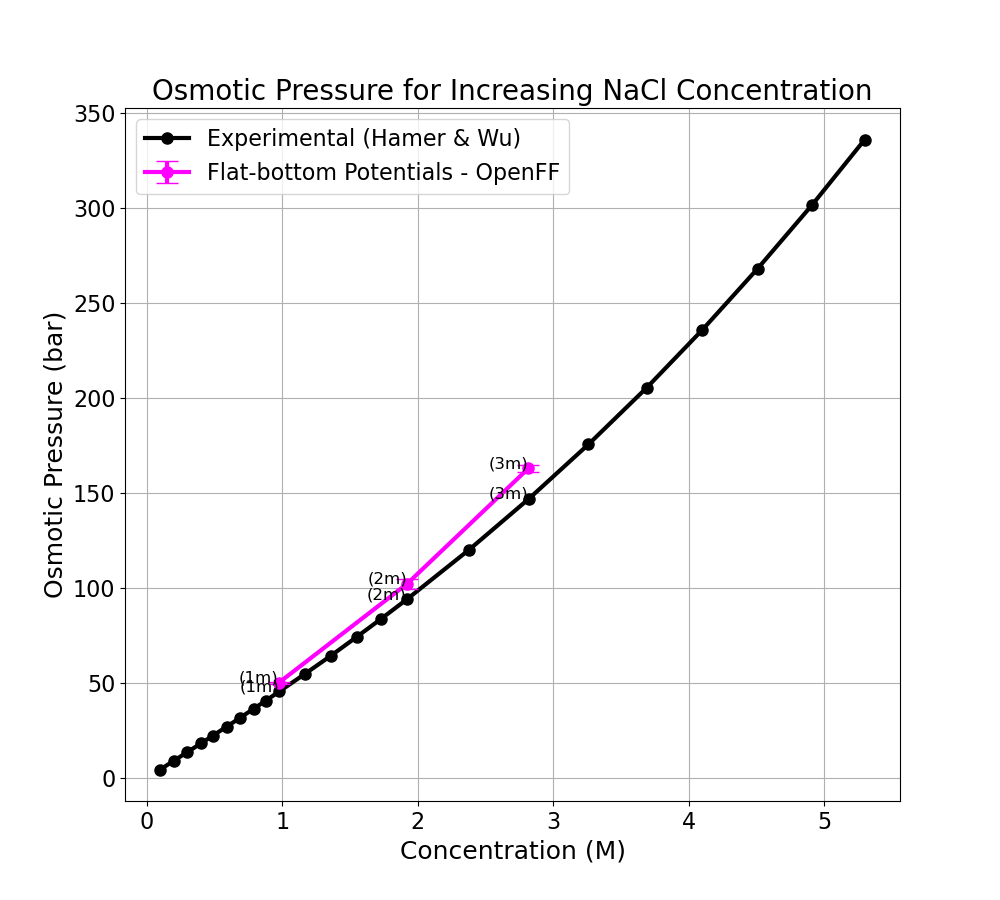 Osmotic Pressure for Increasing NaCl Concentration
350
300
250
200
150
100
50
0
Osmotic Pressure (bar)
Experimental (Hamer & Wu)
Flat-bottom Potentials - OpenFF
(3m)
(3m)
(2m)
(2m)
(1m)
(1m)
0 1 2 3 4 5
Concentration (M)